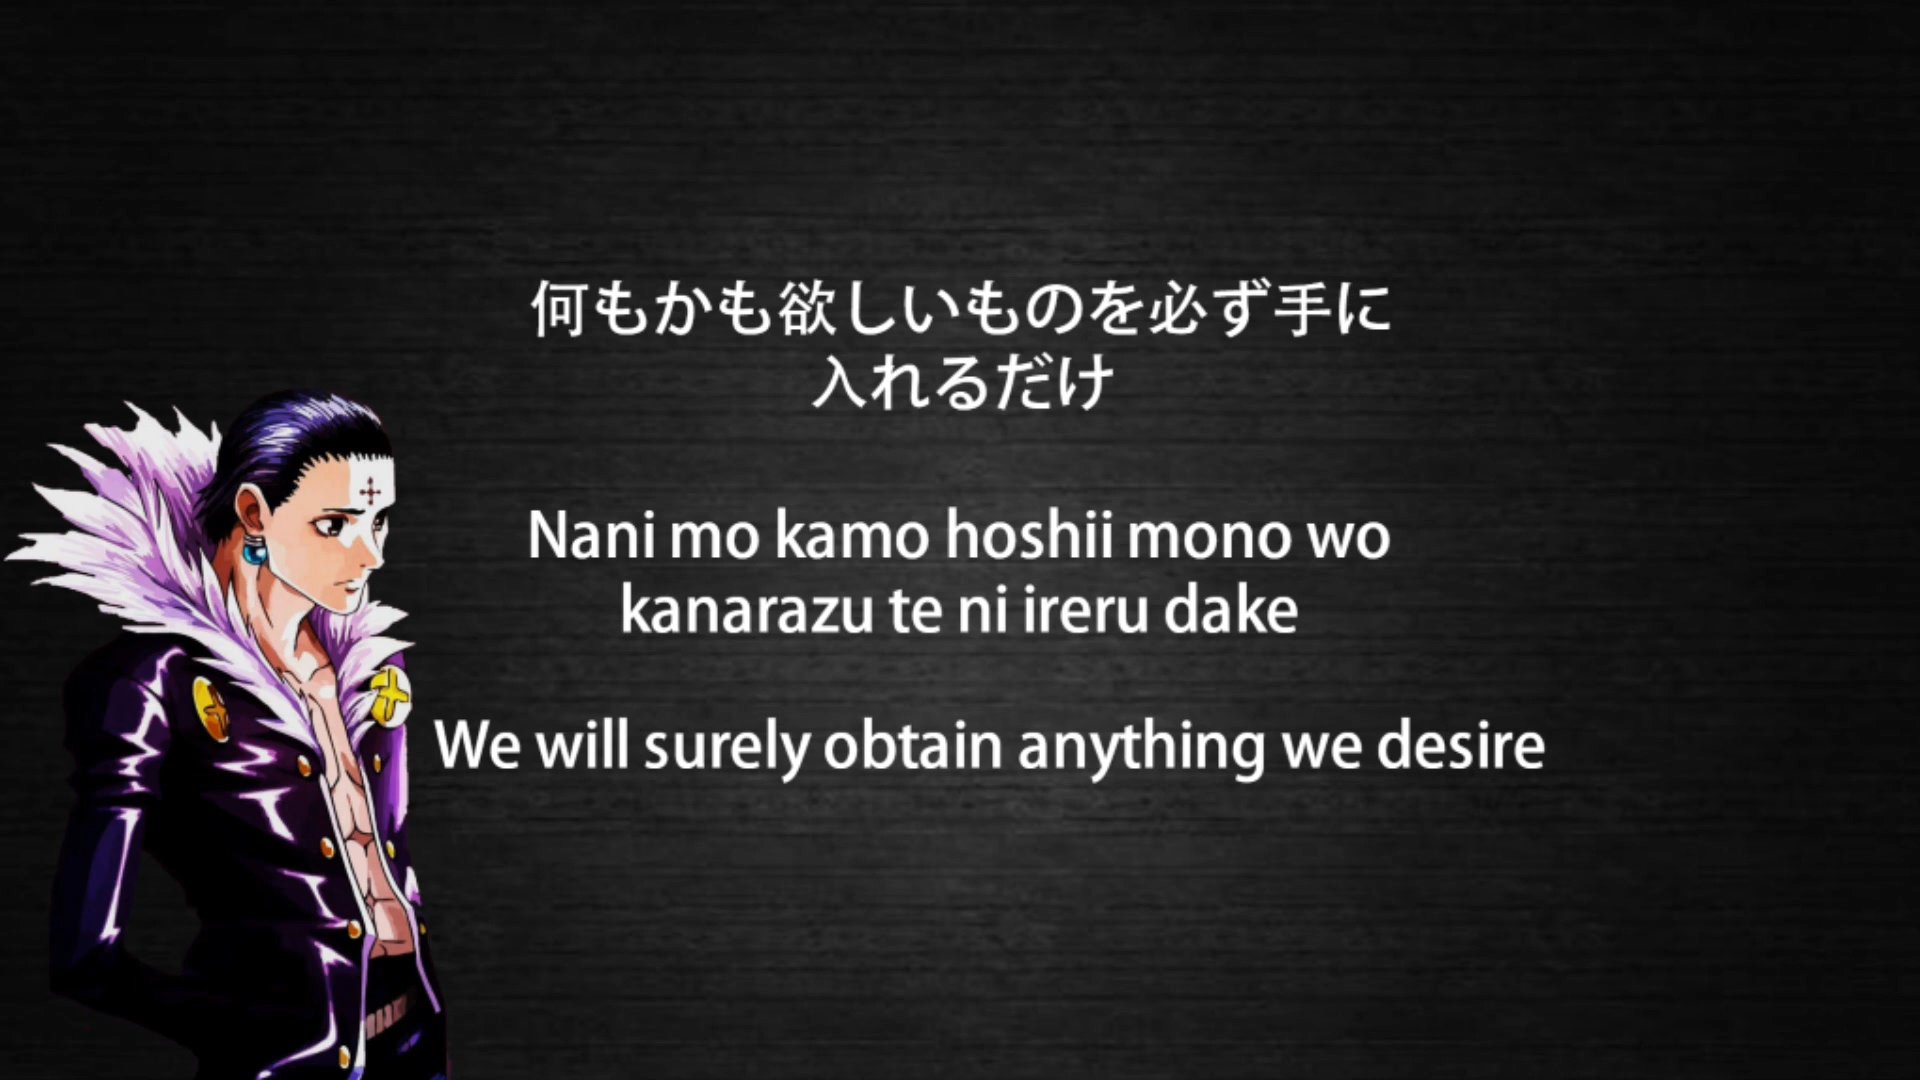 何もかも欲しいものを必ず手に
入れるだけ
Nani mo kamo hoshii mono wo
kanarazu te ni ireru dake
We will surely obtain anything we desire